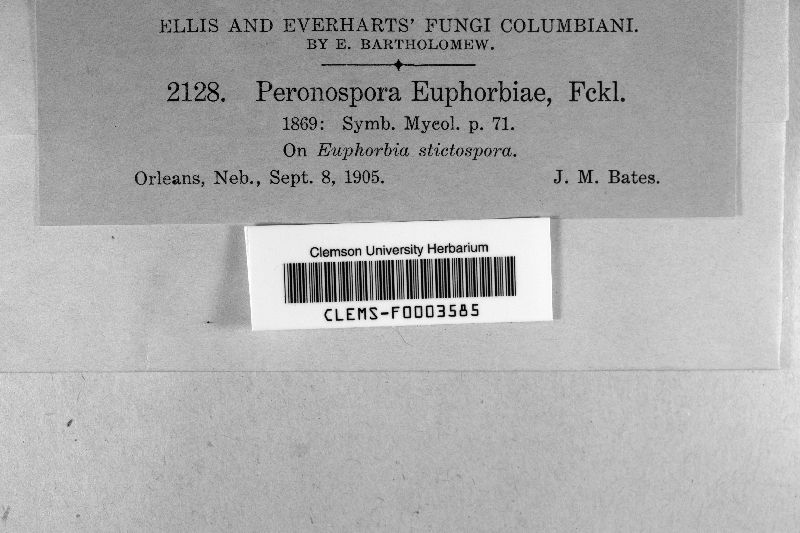 ELLIS AND EVERHARTS' FUNGI COLUMBIANI.
BY E. BARTHOLOMEW.
2128. Peronospora Euphorbiae, Fckl.
1869: Symb. Mycol. p. 71.
On Euphorbia stictospora.
Orleans, Neb., Sept. 8, 1905. J. M. Bates.
Clemson University Herbarium
CLEMS-F0003585